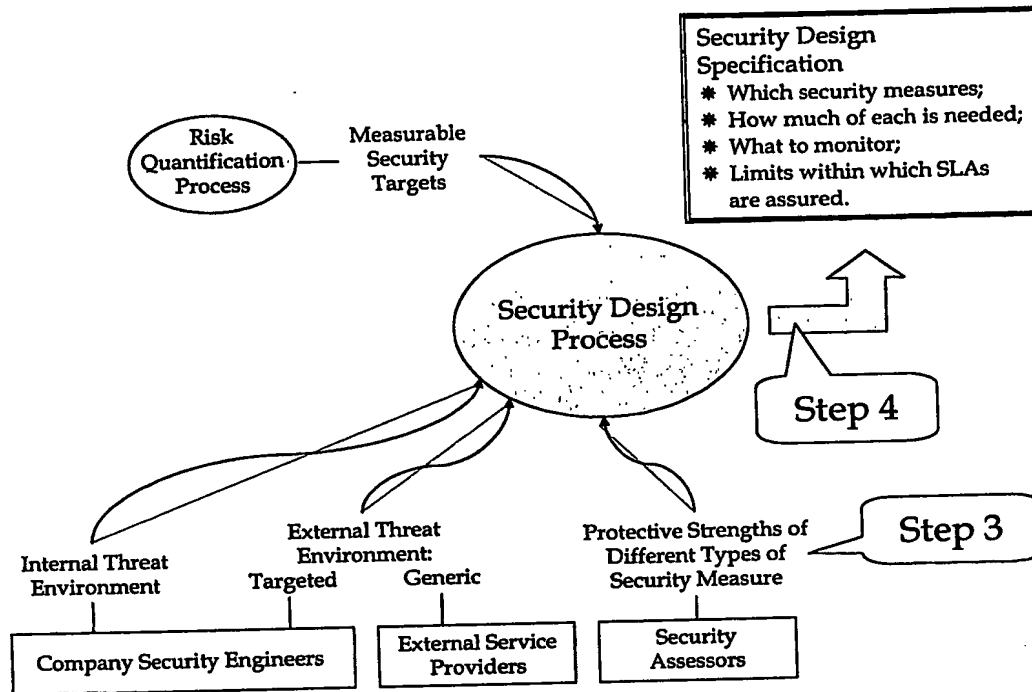 Security Design
Specification
* Which security measures;
* How much of each is needed;
* What to monitor;
* Limits within which SLAs
are assured.
Risk
Quantification
Process
Measurable
Security
Targets
Security Design
Process
Step 4
Step 3
Internal Threat
Environment
External Threat
Environment:
Targeted Generic
Protective Strengths of
Different Types of
Security Measure
Company Security Engineers
External Service
Providers
Security
Assessors